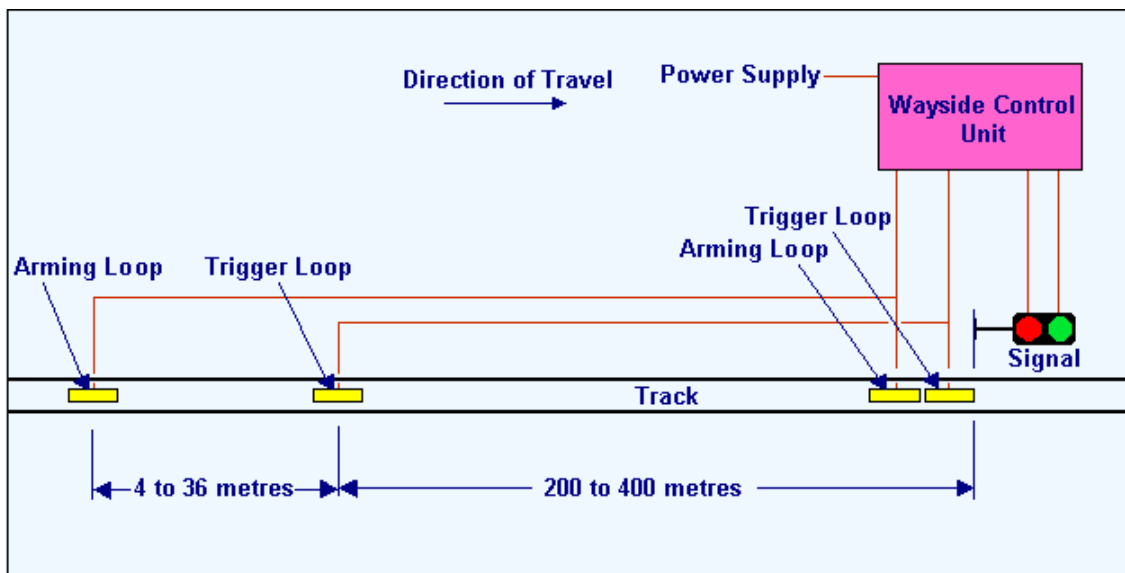 Direction of Travel
Power Supply
Wayside Control
Unit
Trigger Loop
Arming Loop
Arming Loop
Trigger Loop
Signal
Track
4 to 36 metres
200 to 400 metres